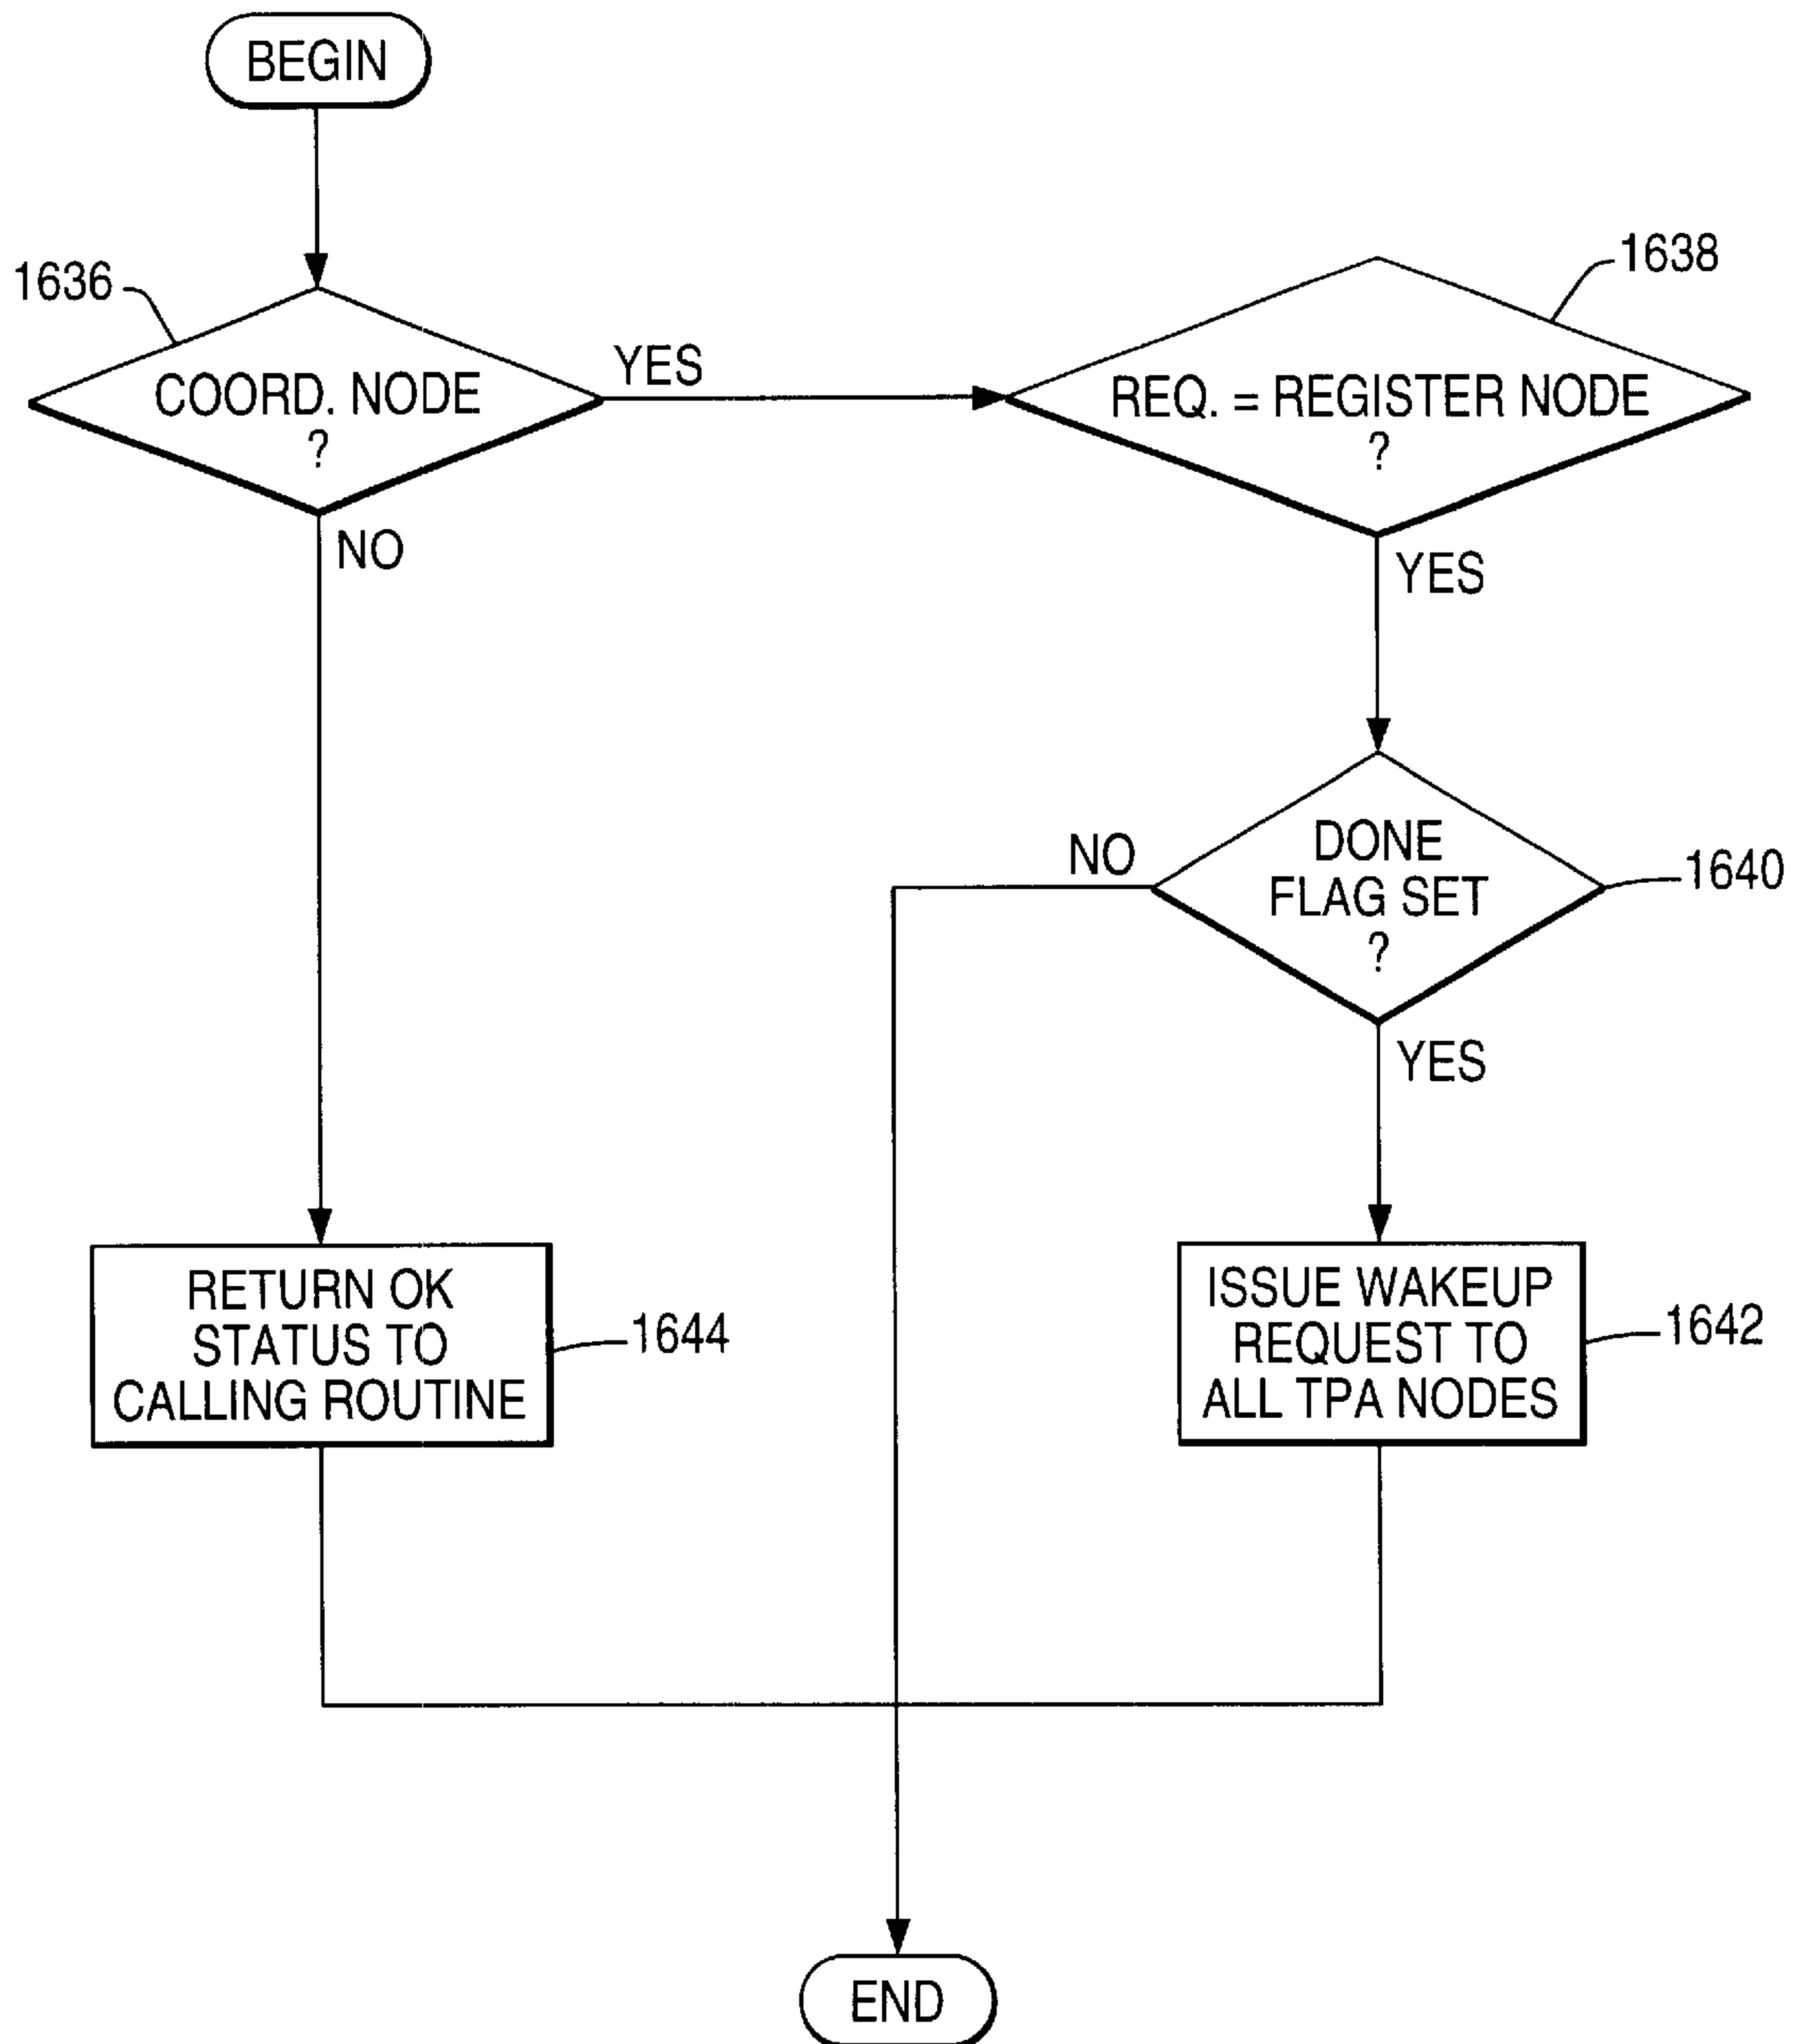 BEGIN
1636
1638
COORD. NODE
?
YES
REQ. = REGISTER NODE
?
NO
YES
NO
DONE
FLAG SET
?
1640
YES
RETURN OK
STATUS TO
CALLING ROUTINE
1644
ISSUE WAKEUP
REQUEST TO
ALL TPA NODES
1642
END